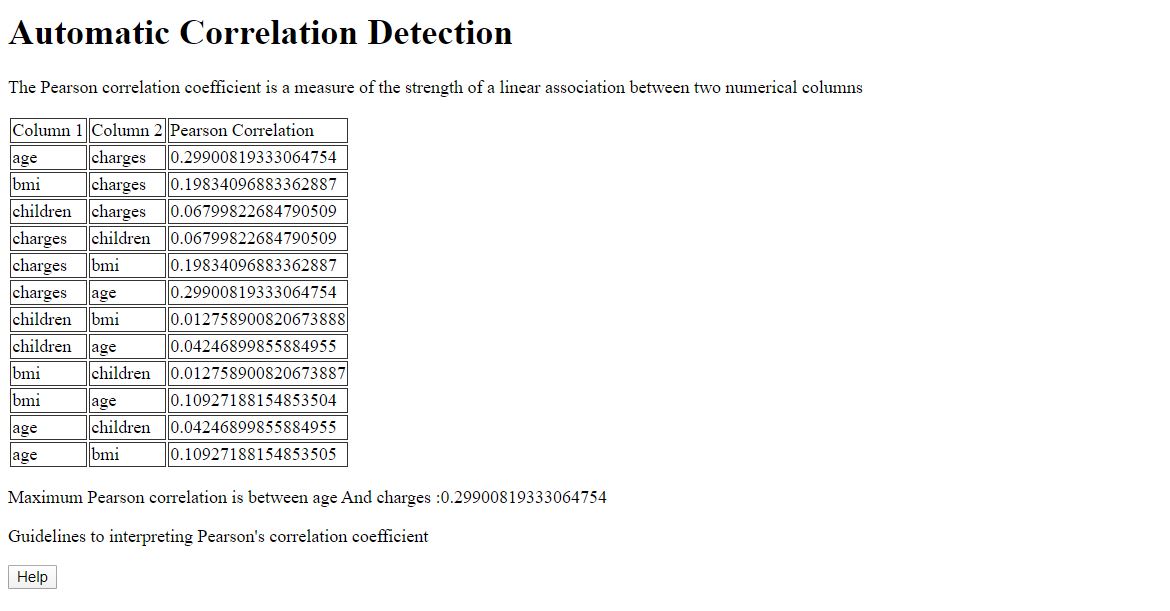 Automatic Correlation Detection
The Pearson correlation coefficient is a measure of the strength of a linear association between two numerical columns
Column 1 Column 2 Pearson Correlation
age charges 0.29900819333064754
bmi charges 0.19834096883362887
children charges 0.06799822684790509
charges children 0.06799822684790509
charges bmi 0.19834096883362887
charges age 0.29900819333064754
children bmi 0.012758900820673888
children age 0.04246899855884955
bmi children 0.012758900820673887
bmi age 0.10927188154853504
age children 0.04246899855884955
age bmi 0.10927188154853505
Maximum Pearson correlation is between age And charges :0.29900819333064754
Guidelines to interpreting Pearson's correlation coefficient
Help